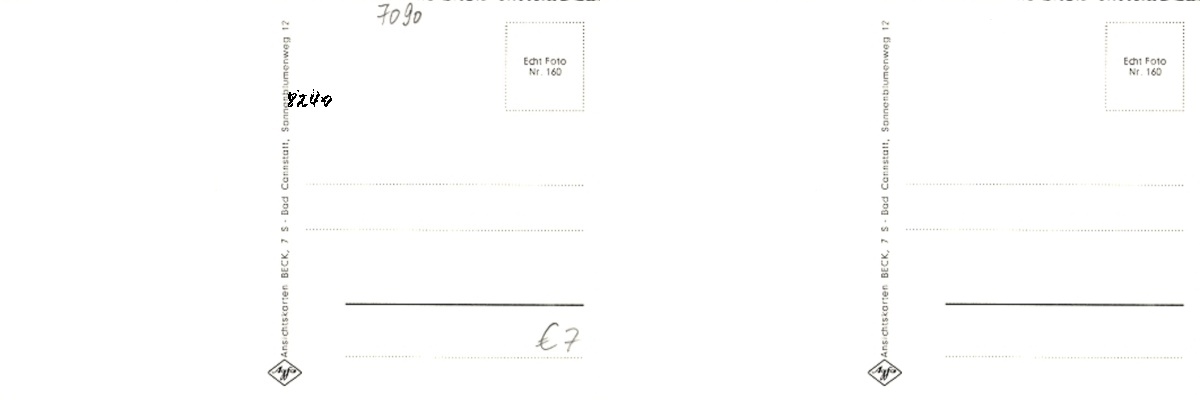 7090
Echt Foto
Nr. 160
Ansichtskarten BECK, 7 S - Bad Cannstatt, Sonnenblumenweg 12
8240
€ 7
Agfa
Echt Foto
Nr. 160
Ansichtskarten BECK, 7 S - Bad Cannstatt, Sonnenblumenweg 12
Agfa